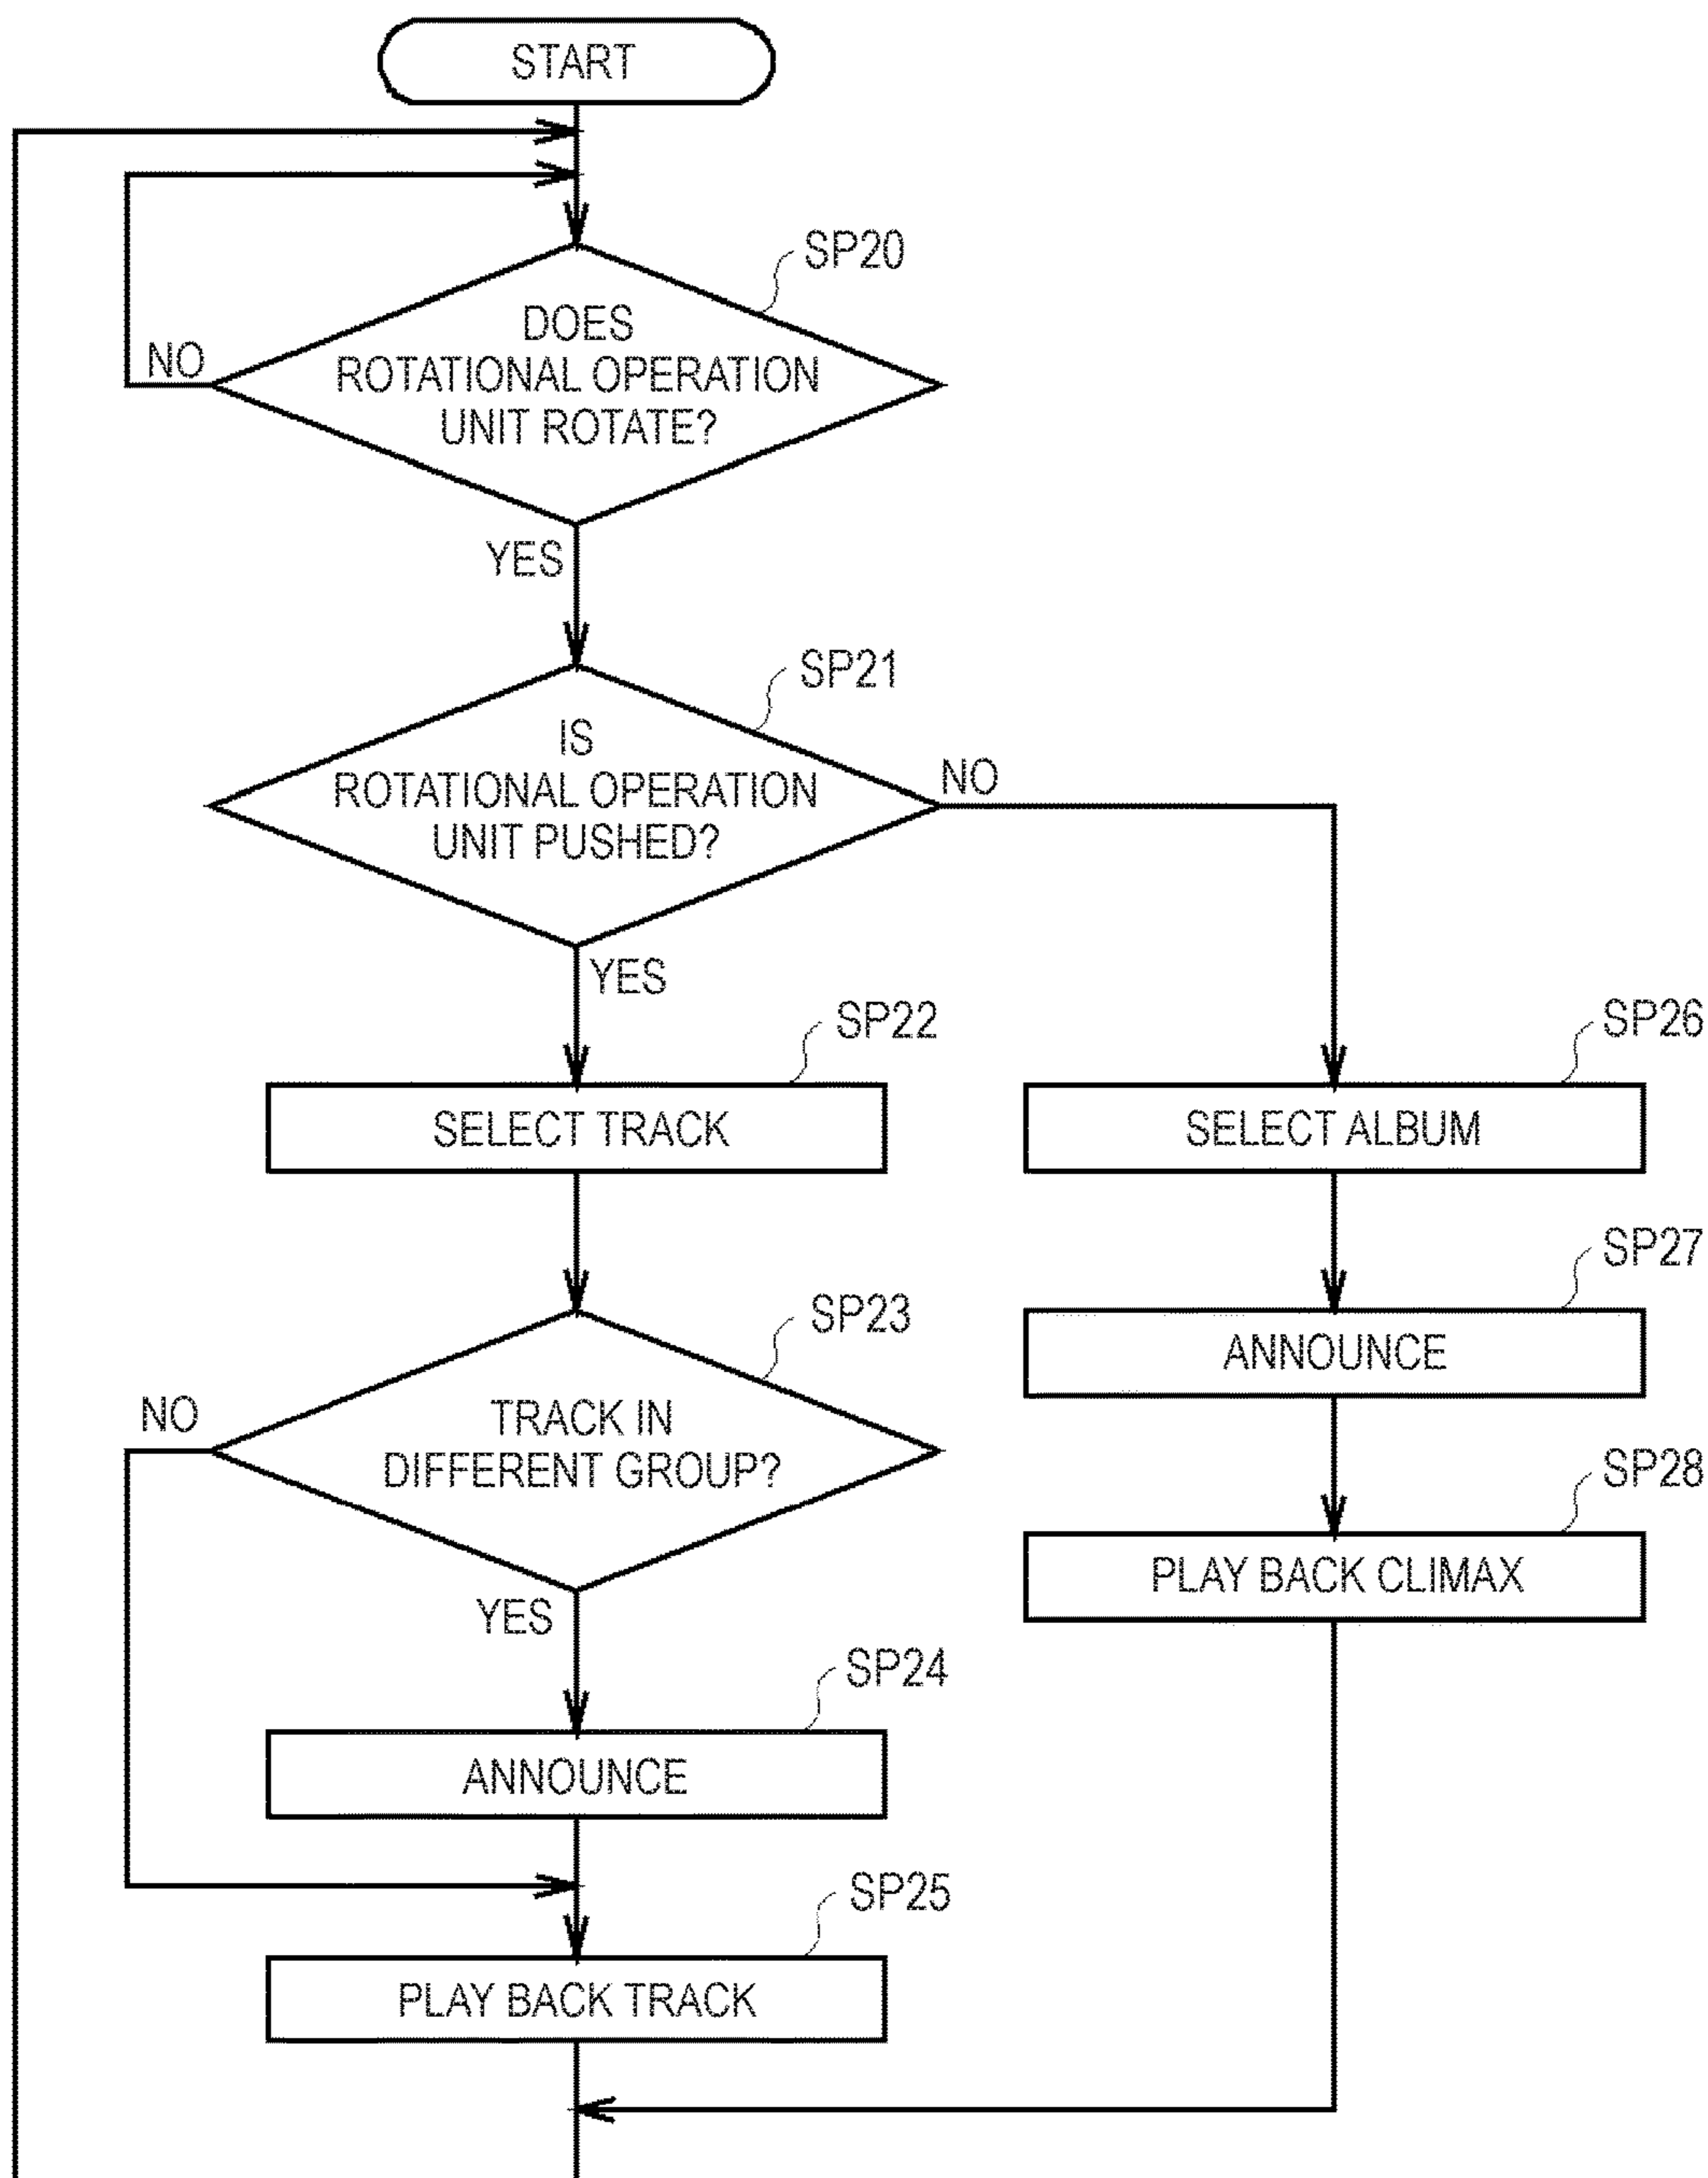 START
SP20
DOES
ROTATIONAL OPERATION
UNIT ROTATE?
NO
YES
SP21
IS
ROTATIONAL OPERATION
UNIT PUSHED?
NO
YES
SP22
SELECT TRACK
SP26
SELECT ALBUM
SP23
TRACK IN
DIFFERENT GROUP?
NO
YES
SP27
ANNOUNCE
SP28
PLAY BACK CLIMAX
SP24
ANNOUNCE
SP25
PLAY BACK TRACK